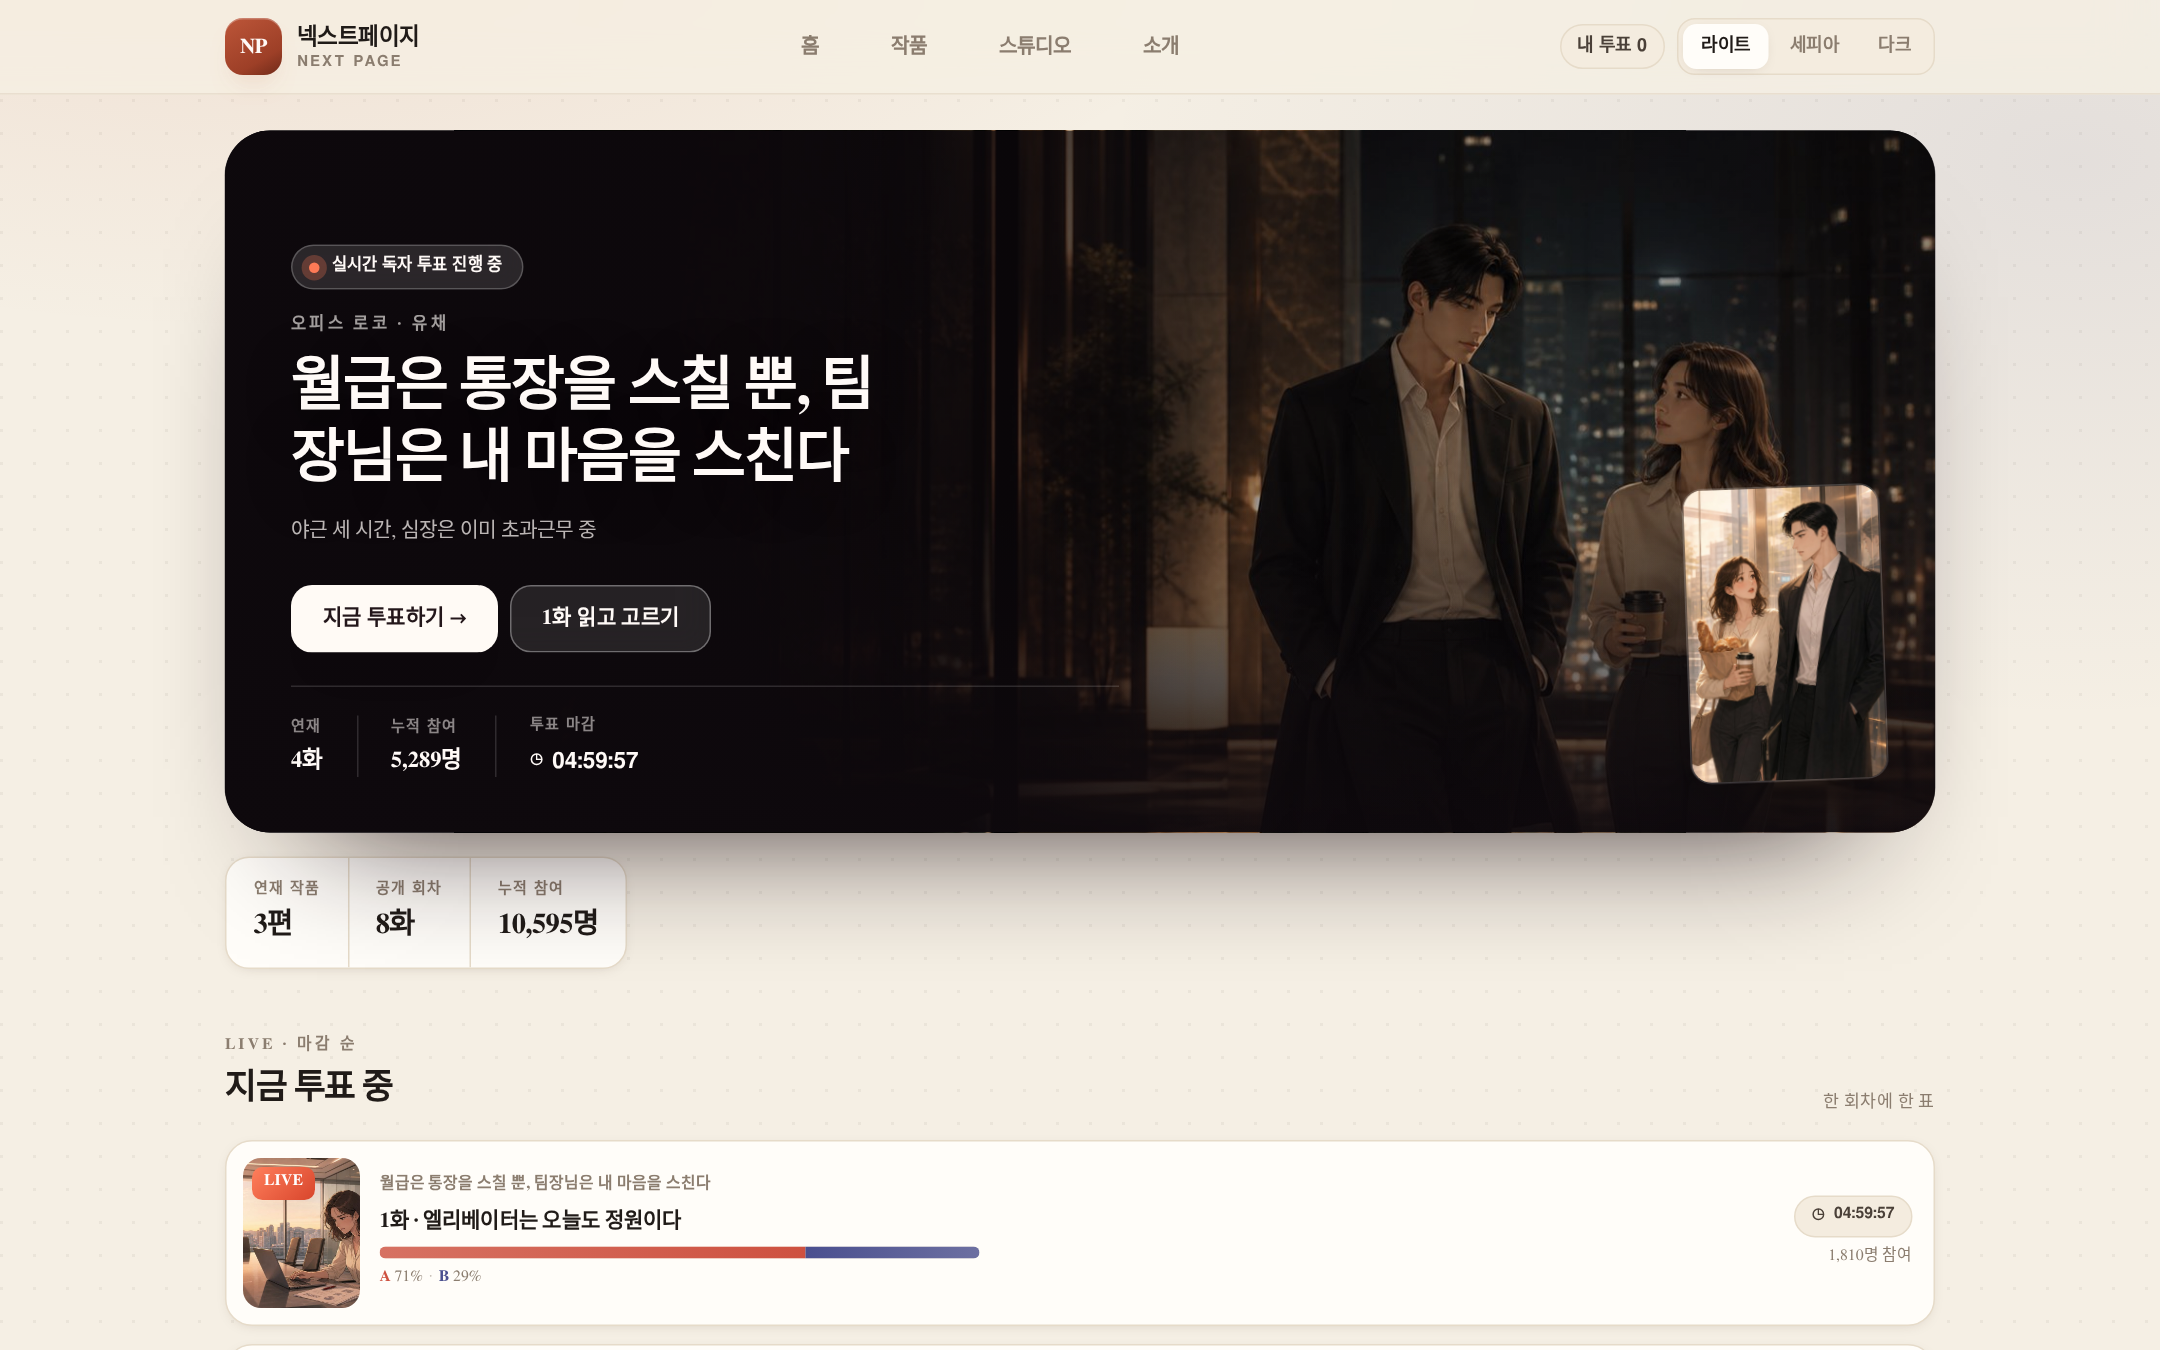 NP
넥스트페이지
NEXT PAGE
홈 작품 스튜디오 소개
내 투표 0
라이트 세피아 다크
실시간 독자 투표 진행 중
오피스 로코 · 유채
월급은 통장을 스칠 뿐, 팀
장님은 내 마음을 스친다
야근 세 시간, 심장은 이미 초과근무 중
지금 투표하기 →
1화 읽고 고르기
연재 누적 참여 투표 마감
4화 5,289명 04:59:57
연재 작품 공개 회차 누적 참여
3편 8화 10,595명
LIVE · 마감 순
지금 투표 중
한 회차에 한 표
LIVE
월급은 통장을 스칠 뿐, 팀장님은 내 마음을 스친다
1화 · 엘리베이터는 오늘도 정원이다
A 71% · B 29%
04:59:57
1,810명 참여